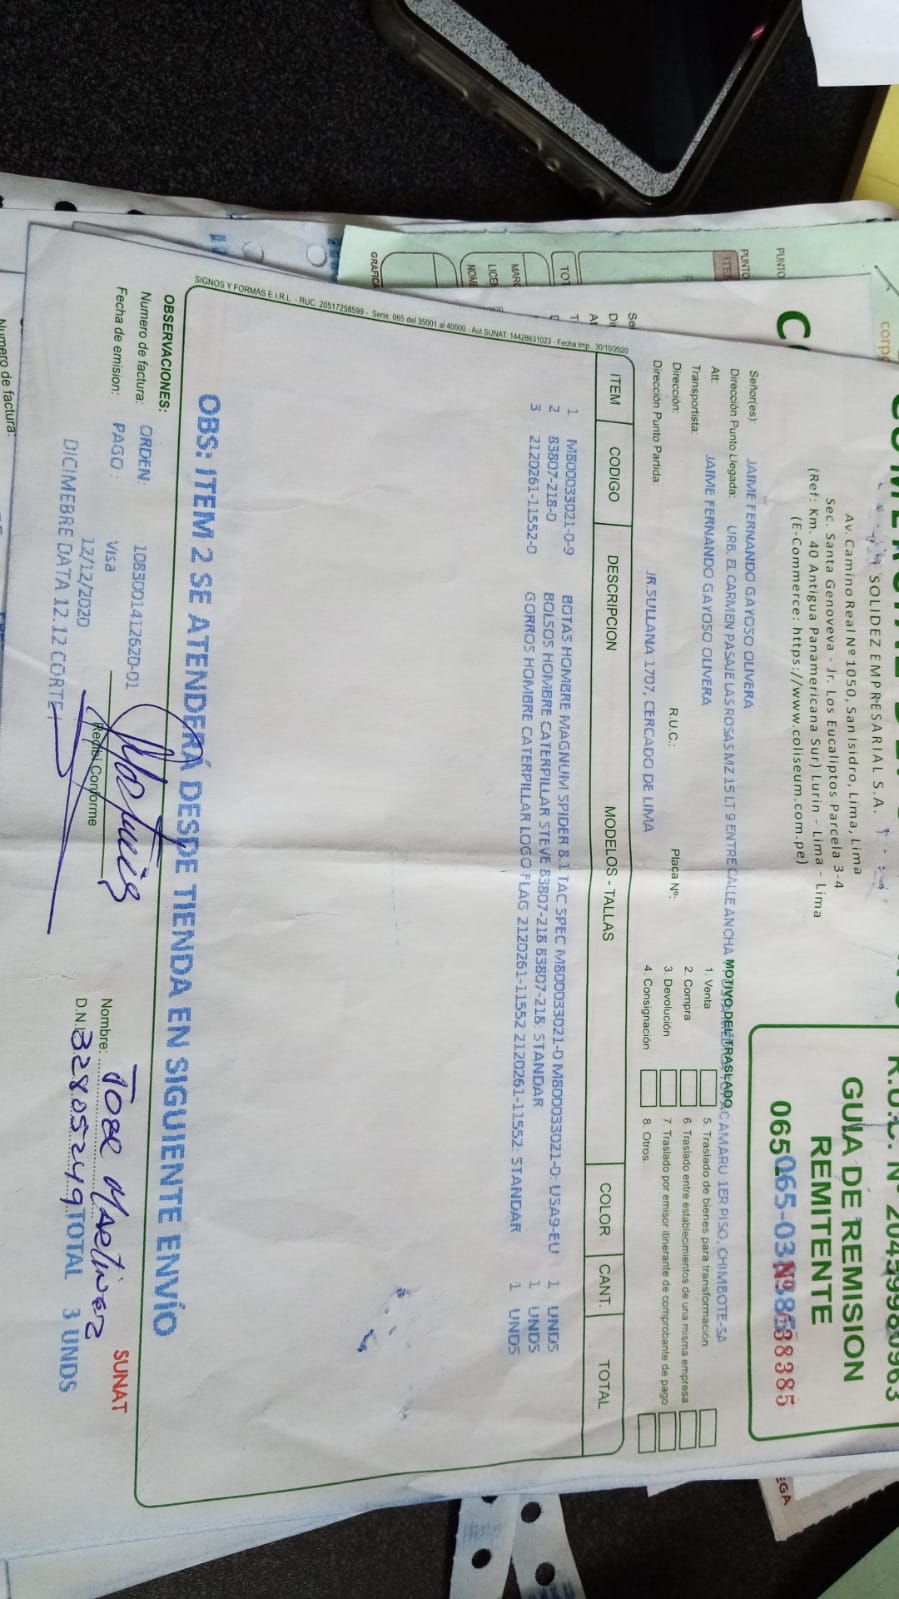 SOLIDEZ EMPRESARIAL S.A.
Av. Camino Real Nº 1050, San Isidro, Lima, Lima
Sec. Santa Genoveva - Jr. Los Eucaliptos Parcela 3-4
(Ref: Km. 40 Antigua Panamericana Sur) Lurin - Lima - Lima
(E-Commerce: https://www.coliseum.com.pe)
GUIA DE REMISION
REMITENTE
Señor(es): JAIME FERNANDO GAYOSO OLIVERA
Dirección Punto Llegada: URB. EL CARMEN PASAJE LAS ROSAS MZ 15 LT 9 ENTRE CALLE ANCHA
1ER PISO, CHIMBOTE-SA
Att: JAIME FERNANDO GAYOSO OLIVERA
Transportista:
Dirección: R.U.C.: Placa Nº:
Dirección Punto Partida: JR. SULLANA 1707, CERCADO DE LIMA
MOTIVO DEL TRASLADO
1. Venta 5. Traslado de bienes para transformación
2. Compra 6 Traslado entre establecimientos de una misma empresa
3. Devolución 7. Traslado por emisor itinerante de comprobante de pago
4. Consignación 8. Otros
ITEM CODIGO DESCRIPCION MODELOS - TALLAS COLOR CANT. TOTAL
1 M800033021-0-9 BOTAS HOMBRE MAGNUM SPIDER 8.1 TAC SPEC M800033021-0 M800033021-0: USA9-EU 1 UNDS
2 83807-218-0 BOLSOS HOMBRE CATERPILLAR STEVE 83807-218 83807-218: STANDAR 1 UNDS
3 2120261-11552-0 GORROS HOMBRE CATERPILLAR LOGO FLAG 2120261-11552 2120261-11552: STANDAR 1 UNDS
SIGNOS Y FORMAS E.I.R.L. - RUC. 20517258599 - Serie: 065 del 35001 al 40000 - Aut SUNAT: 14428631023 - Fecha Imp.: 30/10/2020
OBS: ITEM 2 SE ATENDERÁ DESDE TIENDA EN SIGUIENTE ENVÍO
OBSERVACIONES:
Numero de factura: ORDEN: 1083001412620-01
Fecha de emision: PAGO: Visa
12/12/2020
DICIMEBRE DATA 12.12 CORTE 1
Recibi Conforme
Nombre: JOSE MARTINEZ
D.N.I. 32805249
SUNAT
TOTAL 3 UNDS
Numero de factura: